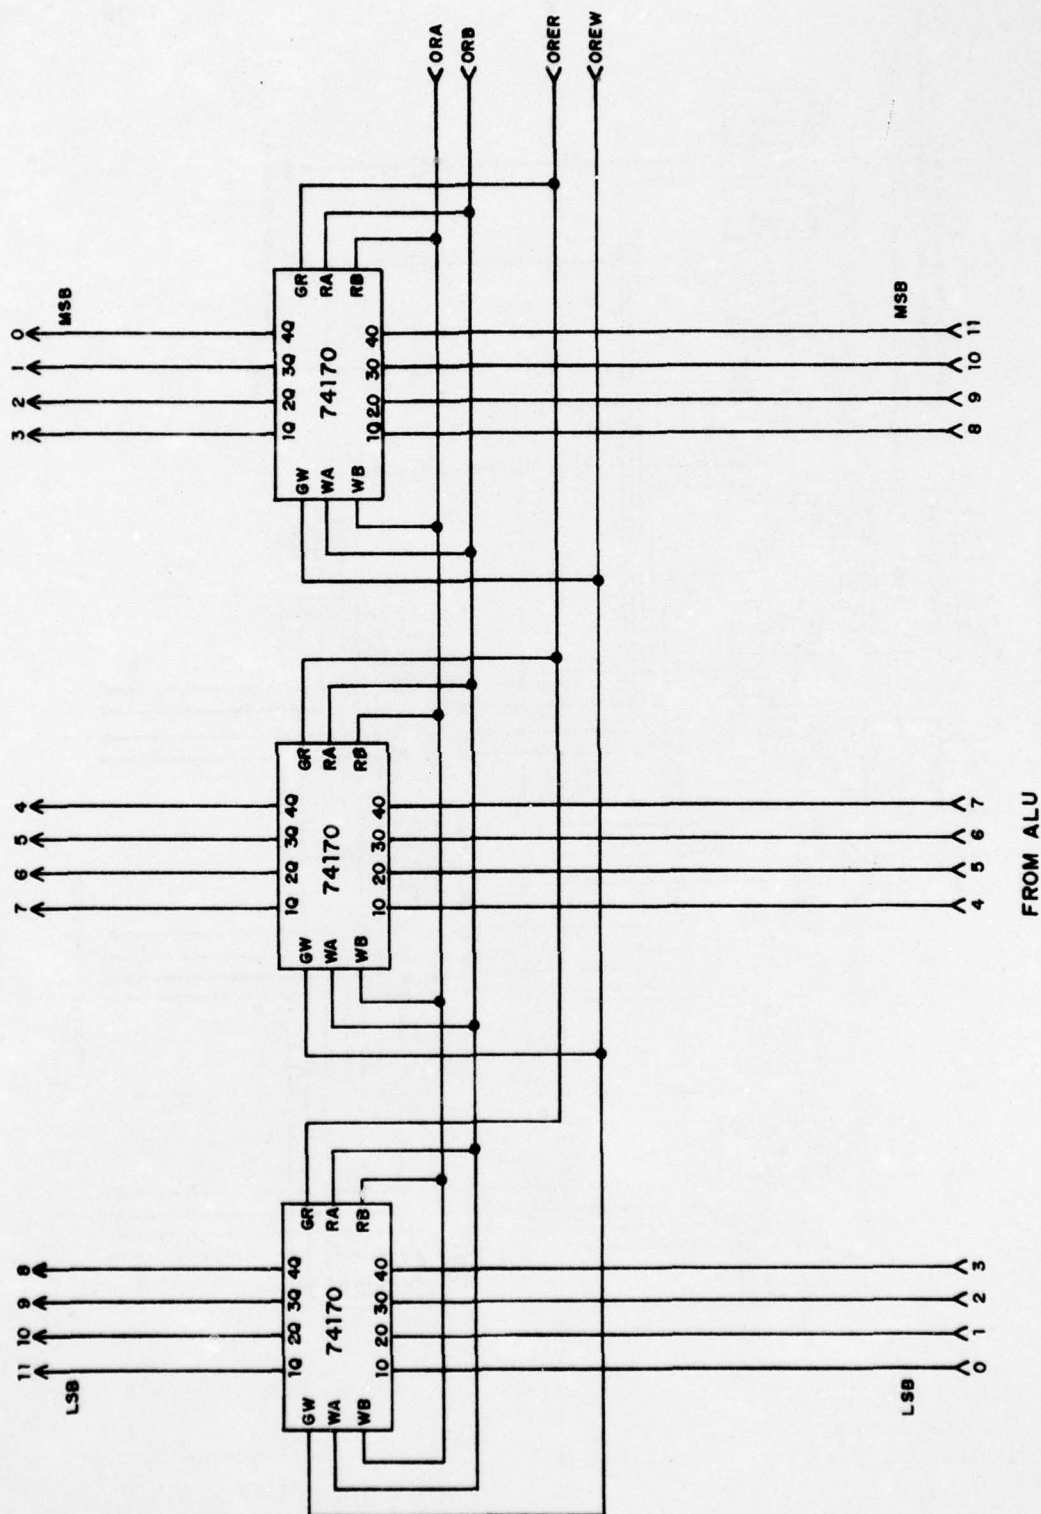 11 10 9 8 7 6 5 4 3 2 1 0
LSB MSB
1Q 2Q 3Q 4Q 1Q 2Q 3Q 4Q 1Q 2Q 3Q 4Q
GW GR GW GR GW GR
WA 74170 RA WA 74170 RA WA 74170 RA
WB RB WB RB WB RB
1D 2D 3D 4D 1D 2D 3D 4D 1D 2D 3D 4D
ORA
ORB
ORER
OREW
LSB MSB
0 1 2 3 4 5 6 7 8 9 10 11
FROM ALU